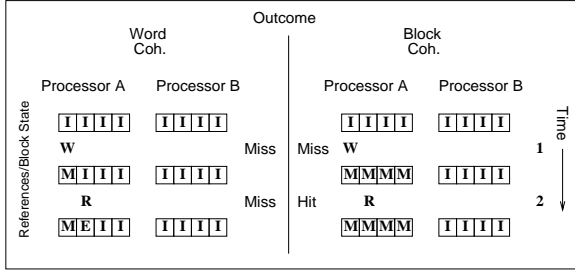 Outcome
Word Block
Coh. Coh.
Processor A Processor B Processor A Processor B
I I I I I I I I I I I I I I I I
W Miss Miss W 1
M I I I I I I I M M M M I I I I
R Miss Hit R 2
M E I I I I I I M M M M I I I I
References/Block State
Time